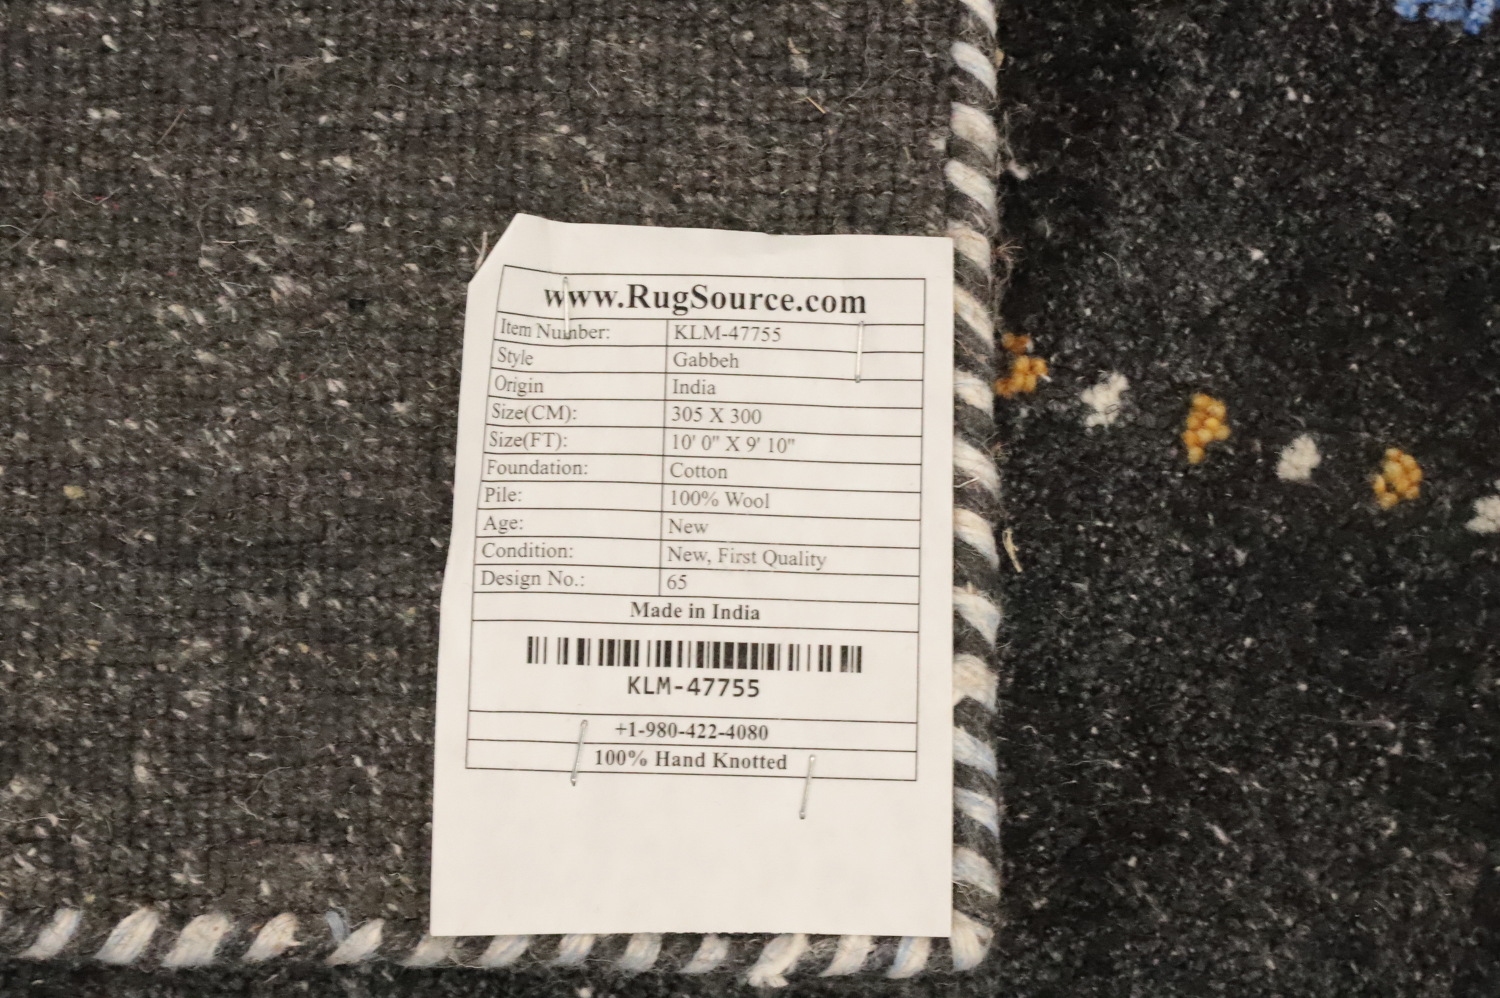 www.RugSource.com
Item Number: KLM-47755
Style Gabbeh
Origin India
Size(CM): 305 X 300
Size(FT): 10' 0" X 9' 10"
Foundation: Cotton
Pile: 100% Wool
Age: New
Condition: New, First Quality
Design No.: 65
Made in India
KLM-47755
+1-980-422-4080
100% Hand Knotted